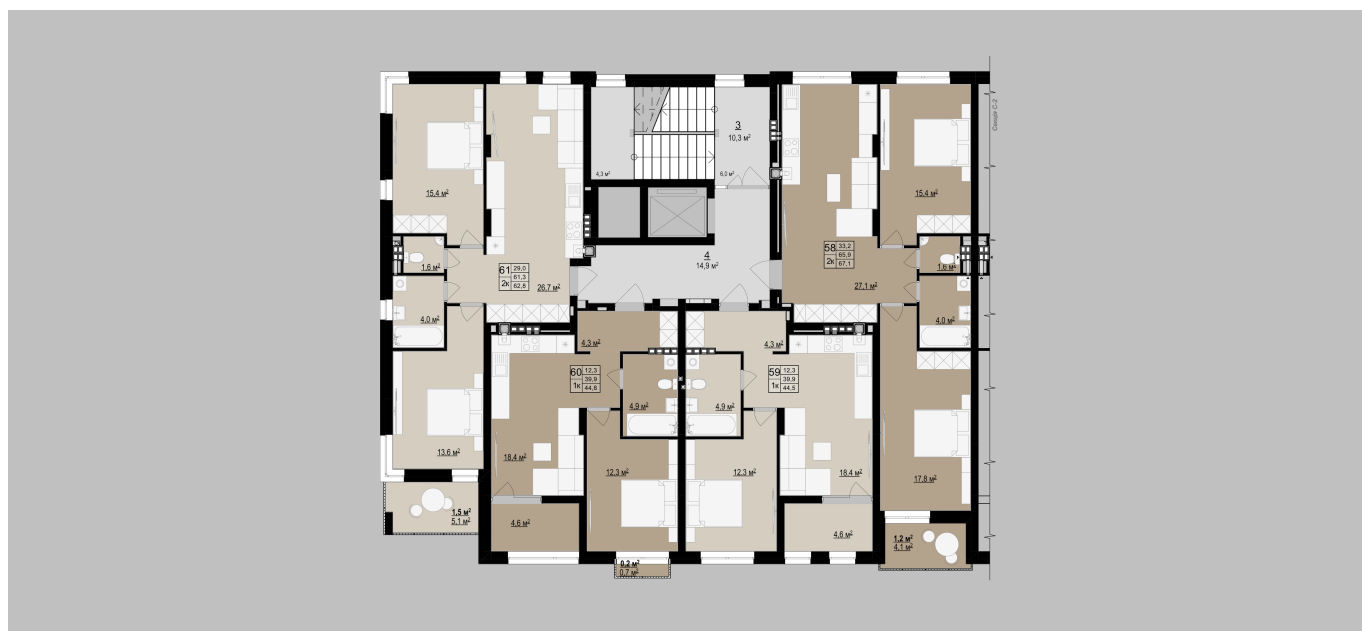 Секція С-2
3
10,3 м²
4,3 м²
6,0 м²
15,4 м²
15,4 м²
4
14,9 м²
1,6 м²
61
2к
29,0
61,3
62,8
26,7 м²
58
2к
33,2
65,9
67,1
27,1 м²
1,6 м²
4,0 м²
4,0 м²
4,3 м²
4,3 м²
60
1к
12,3
39,9
44,8
59
1к
12,3
39,9
44,5
4,9 м²
4,9 м²
13,6 м²
18,4 м²
12,3 м²
12,3 м²
18,4 м²
17,8 м²
1,5 м²
5,1 м²
4,6 м²
4,6 м²
1,2 м²
4,1 м²
0,2 м²
0,7 м²